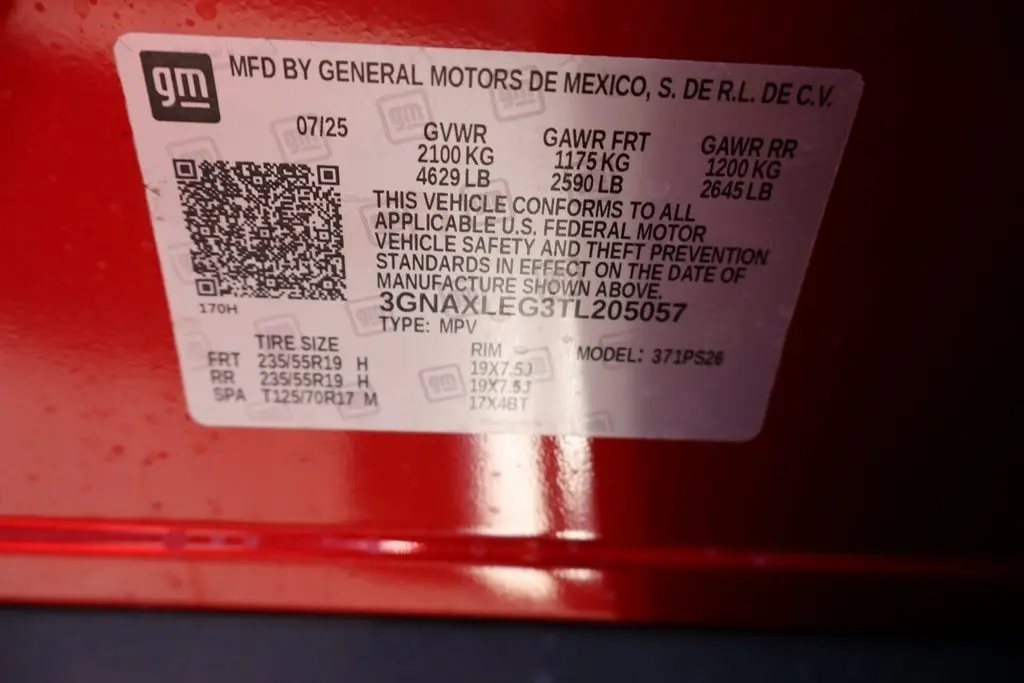 gm
MFD BY GENERAL MOTORS DE MEXICO, S. DE R.L. DE C.V.
07/25 GVWR GAWR FRT GAWR RR
2100 KG 1175 KG 1200 KG
4629 LB 2590 LB 2645 LB
THIS VEHICLE CONFORMS TO ALL
APPLICABLE U.S. FEDERAL MOTOR
VEHICLE SAFETY AND THEFT PREVENTION
STANDARDS IN EFFECT ON THE DATE OF
MANUFACTURE SHOWN ABOVE.
170H
3GNAXLEG3TL205057
TYPE: MPV
TIRE SIZE RIM MODEL: 371PS26
FRT 235/55R19 H 19X7.5J
RR 235/55R19 H 19X7.5J
SPA T125/70R17 M 17X4BT